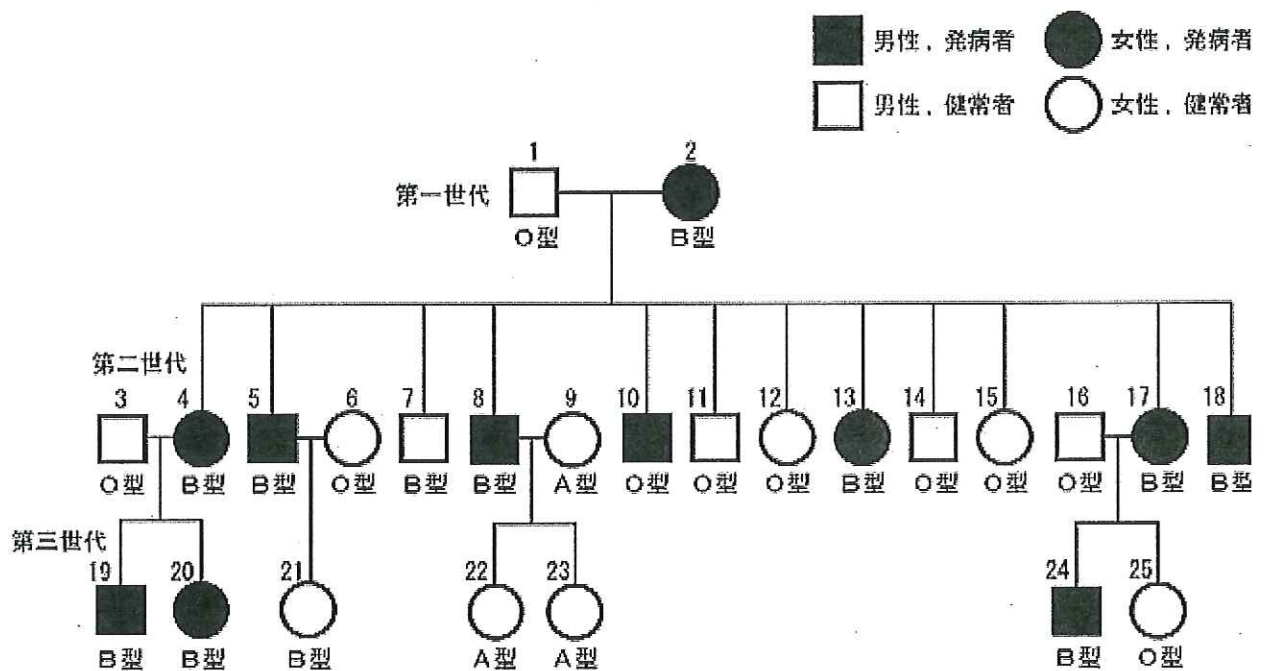 男性，発病者 女性，発病者
男性，健常者 女性，健常者
1 2
第一世代
O型 B型
第二世代
3 4 5 6 7 8 9 10 11 12 13 14 15 16 17 18
O型 B型 B型 O型 B型 B型 A型 O型 O型 O型 B型 O型 O型 O型 B型 B型
第三世代
19 20 21 22 23 24 25
B型 B型 B型 A型 A型 B型 O型